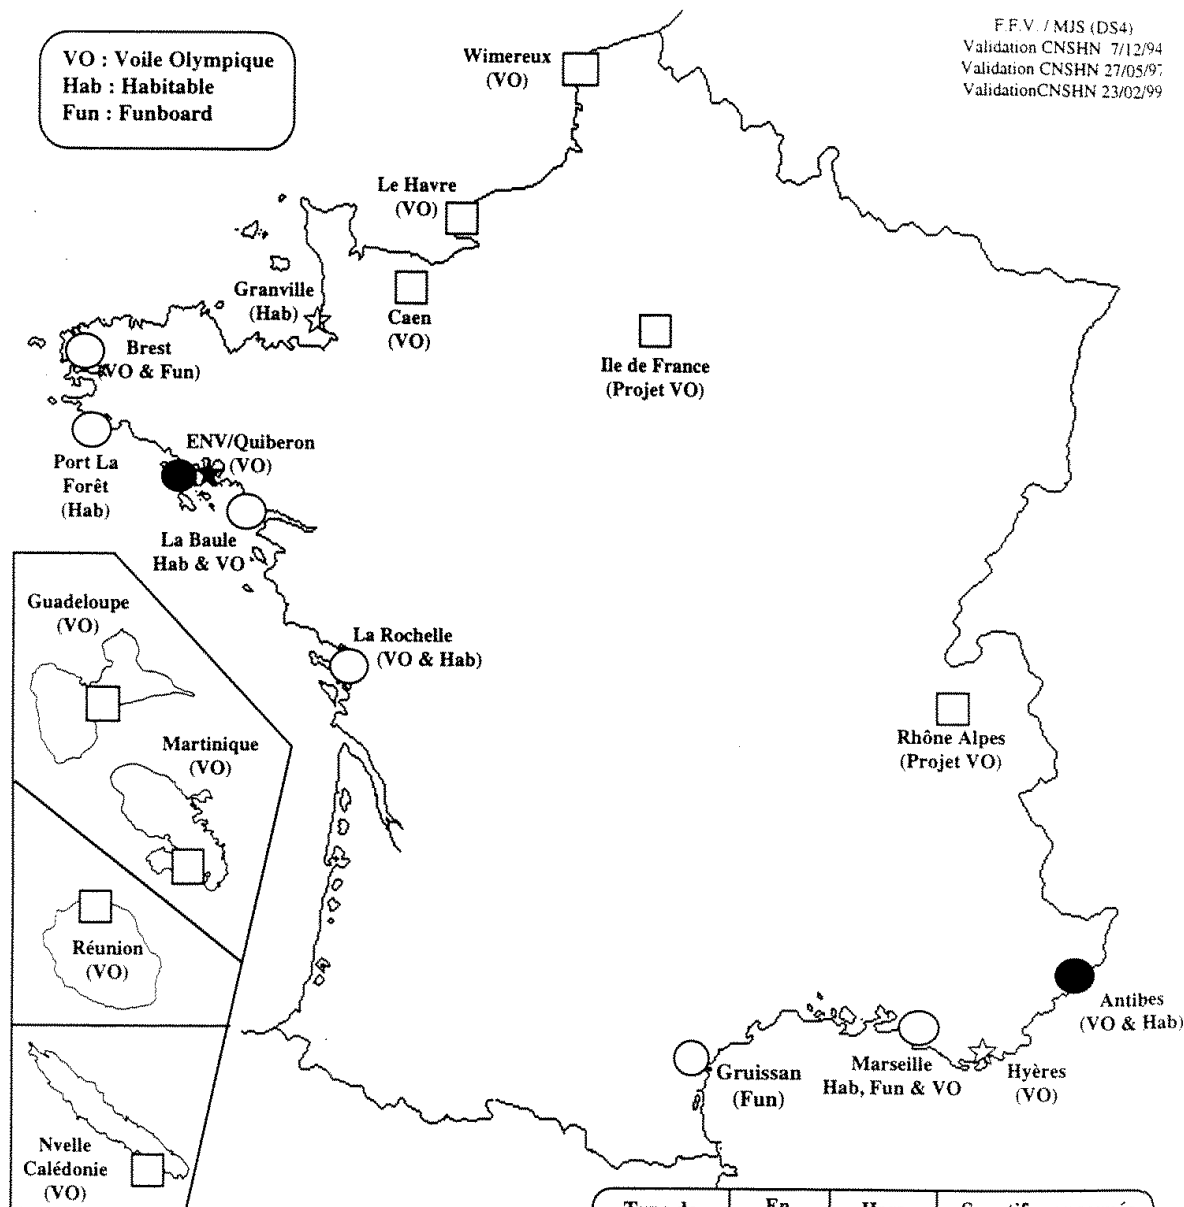 VO : Voile Olympique
Hab : Habitable
Fun : Funboard
F.F.V. / MJS (DS4)
Validation CNSHN 7/12/94
Validation CNSHN 27/05/97
ValidationCNSHN 23/02/99
Wimereux
(VO)
Le Havre
(VO)
Granville
(Hab)
Caen
(VO)
Ile de France
(Projet VO)
Brest
(VO & Fun)
ENV/Quiberon
(VO)
Port La
Forêt
(Hab)
La Baule
Hab & VO
Guadeloupe
(VO)
La Rochelle
(VO & Hab)
Martinique
(VO)
Rhône Alpes
(Projet VO)
Réunion
(VO)
Antibes
(VO & Hab)
Marseille
Hab, Fun & VO
Hyères
(VO)
Gruissan
(Fun)
Nvelle
Calédonie
(VO)
En